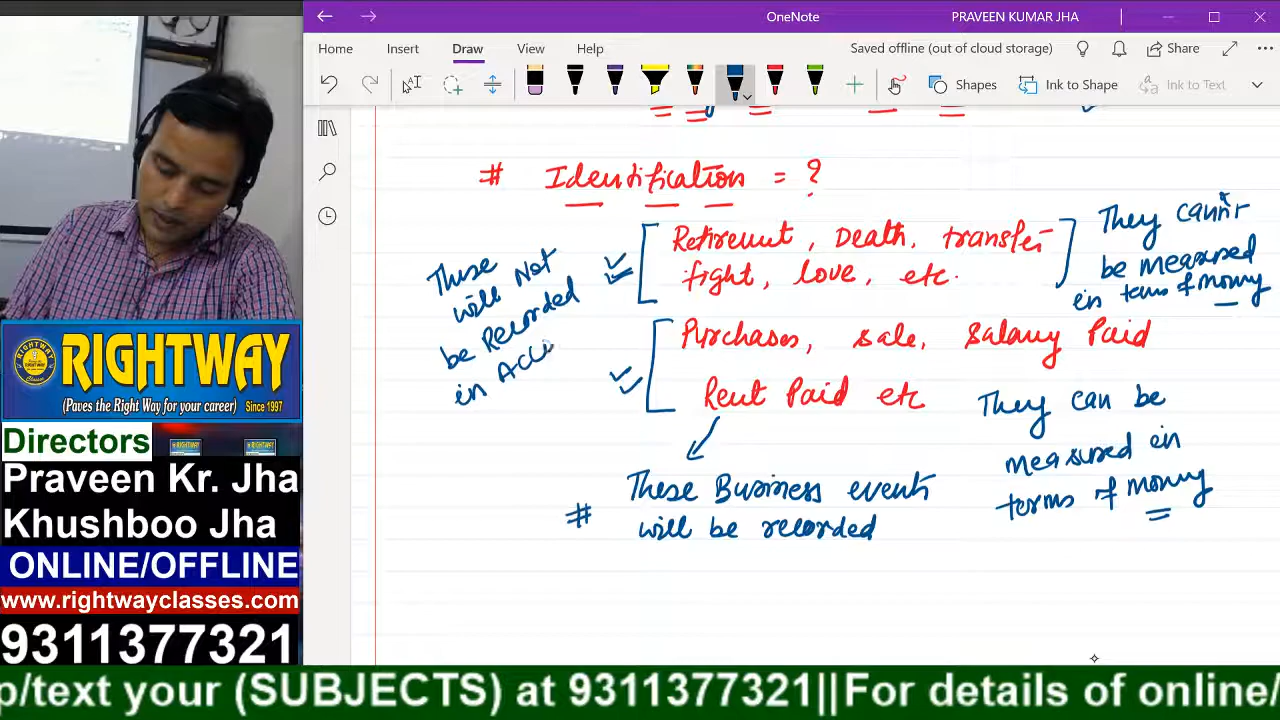 OneNote
PRAVEEN KUMAR JHA
Home Insert Draw View Help
Saved offline (out of cloud storage)
Share
Shapes
Ink to Shape
Ink to Text
# Identification = ?
Retirement, Death, transfer
fight, love, etc.
They cann't
be measured
in terms of money
These
will Not
be Recorded
in Acc
Purchases, sale, Salary Paid
Rent Paid etc
They can be
measured in
terms of money
# These Business events
will be recorded
RIGHTWAY
Classes
(Paves the Right Way for your career) Since 1997
Directors
Praveen Kr. Jha
Khushboo Jha
ONLINE/OFFLINE
www.rightwayclasses.com
9311377321
p/text your (SUBJECTS) at 9311377321||For details of online/